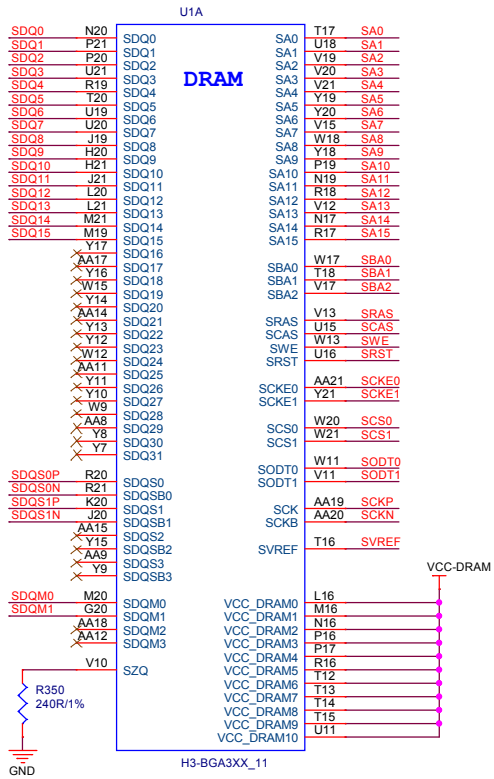 U1A
DRAM
SDQ0 N20 SDQ0
SDQ1 P21 SDQ1
SDQ2 P20 SDQ2
SDQ3 U21 SDQ3
SDQ4 R19 SDQ4
SDQ5 T20 SDQ5
SDQ6 U19 SDQ6
SDQ7 U20 SDQ7
SDQ8 J19 SDQ8
SDQ9 H20 SDQ9
SDQ10 H21 SDQ10
SDQ11 J21 SDQ11
SDQ12 L20 SDQ12
SDQ13 L21 SDQ13
SDQ14 M21 SDQ14
SDQ15 M19 SDQ15
Y17 SDQ16
AA17 SDQ17
Y16 SDQ18
W15 SDQ19
Y14 SDQ20
AA14 SDQ21
Y13 SDQ22
Y12 SDQ23
W12 SDQ24
AA11 SDQ25
Y11 SDQ26
Y10 SDQ27
W9 SDQ28
AA8 SDQ29
Y8 SDQ30
Y7 SDQ31
SDQS0P R20 SDQS0
SDQS0N R21 SDQSB0
SDQS1P K20 SDQS1
SDQS1N J20 SDQSB1
AA15 SDQS2
Y15 SDQSB2
AA9 SDQS3
Y9 SDQSB3
SDQM0 M20 SDQM0
SDQM1 G20 SDQM1
AA18 SDQM2
AA12 SDQM3
V10 SZQ
R350
240R/1%
GND
SA0 T17 SA0
SA1 U18 SA1
SA2 V19 SA2
SA3 V20 SA3
SA4 V21 SA4
SA5 Y19 SA5
SA6 Y20 SA6
SA7 V15 SA7
SA8 W18 SA8
SA9 Y18 SA9
SA10 P19 SA10
SA11 N19 SA11
SA12 R18 SA12
SA13 V12 SA13
SA14 N17 SA14
SA15 R17 SA15
SBA0 W17 SBA0
SBA1 T18 SBA1
SBA2 V17 SBA2
SRAS V13 SRAS
SCAS U15 SCAS
SWE W13 SWE
SRST U16 SRST
SCKE0 AA21 SCKE0
SCKE1 Y21 SCKE1
SCS0 W20 SCS0
SCS1 W21 SCS1
SODT0 W11 SODT0
SODT1 V11 SODT1
SCK AA19 SCKP
SCKB AA20 SCKN
SVREF T16 SVREF
VCC-DRAM
VCC_DRAM0 L16
VCC_DRAM1 M16
VCC_DRAM2 N16
VCC_DRAM3 P16
VCC_DRAM4 P17
VCC_DRAM5 R16
VCC_DRAM6 T12
VCC_DRAM7 T13
VCC_DRAM8 T14
VCC_DRAM9 T15
VCC_DRAM10 U11
H3-BGA3XX_11